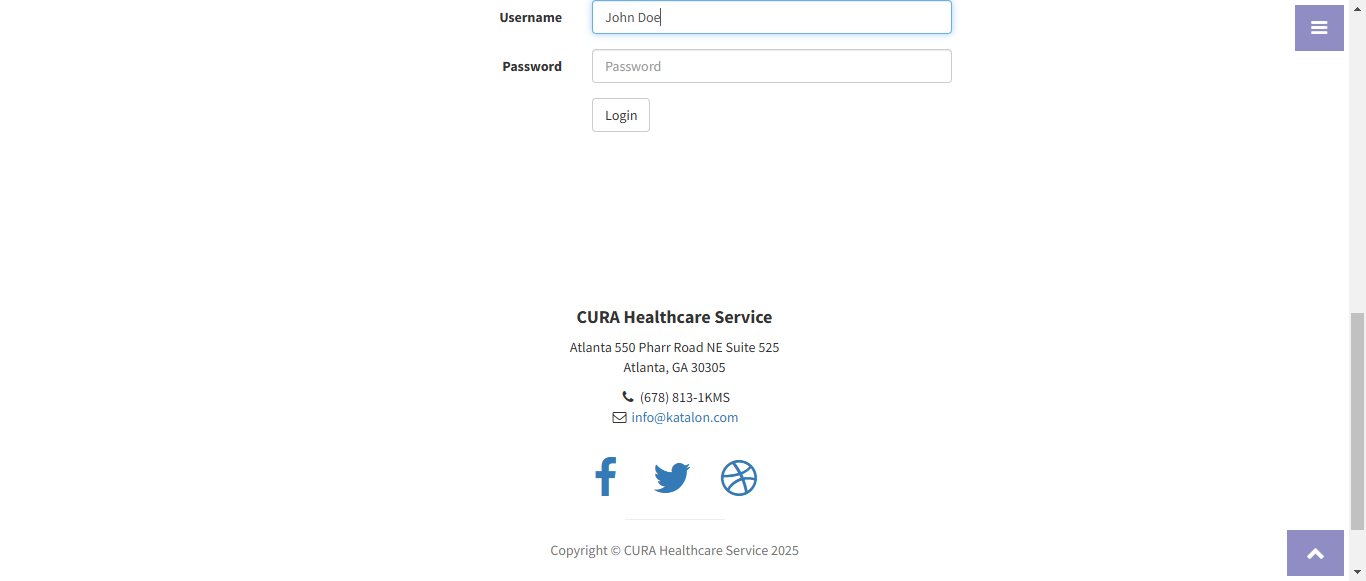 Username John Doe
Password Password
Login
CURA Healthcare Service
Atlanta 550 Pharr Road NE Suite 525
Atlanta, GA 30305
(678) 813-1KMS
info@katalon.com
Copyright © CURA Healthcare Service 2025